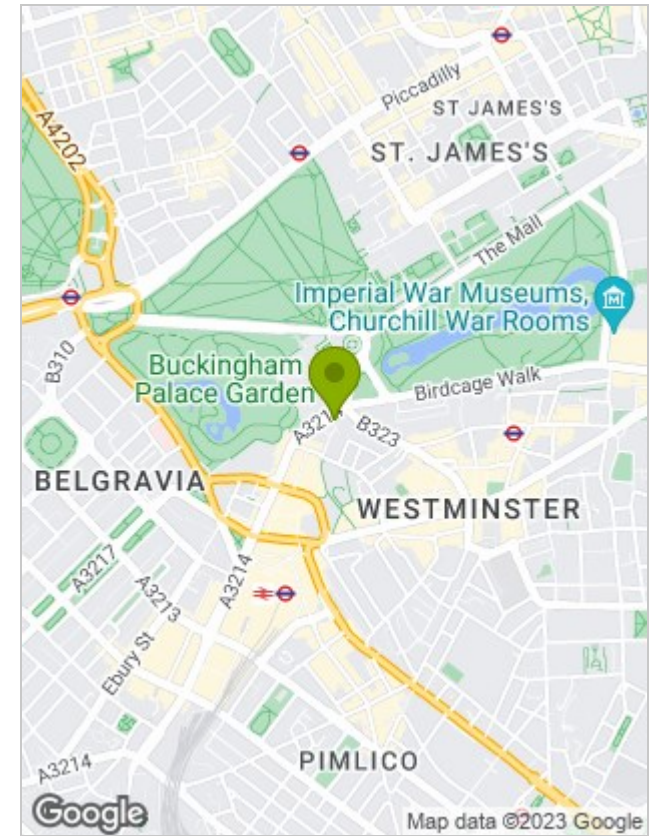 Piccadilly
ST JAMES'S
A4202
ST. JAMES'S
The Mall
Imperial War Museums,
Churchill War Rooms
B310
Buckingham
Palace Garden
Birdcage Walk
A3214
B323
BELGRAVIA
WESTMINSTER
A3217
A3213
A3214
Ebury St
A3214
PIMLICO
Google
Map data ©2023 Google